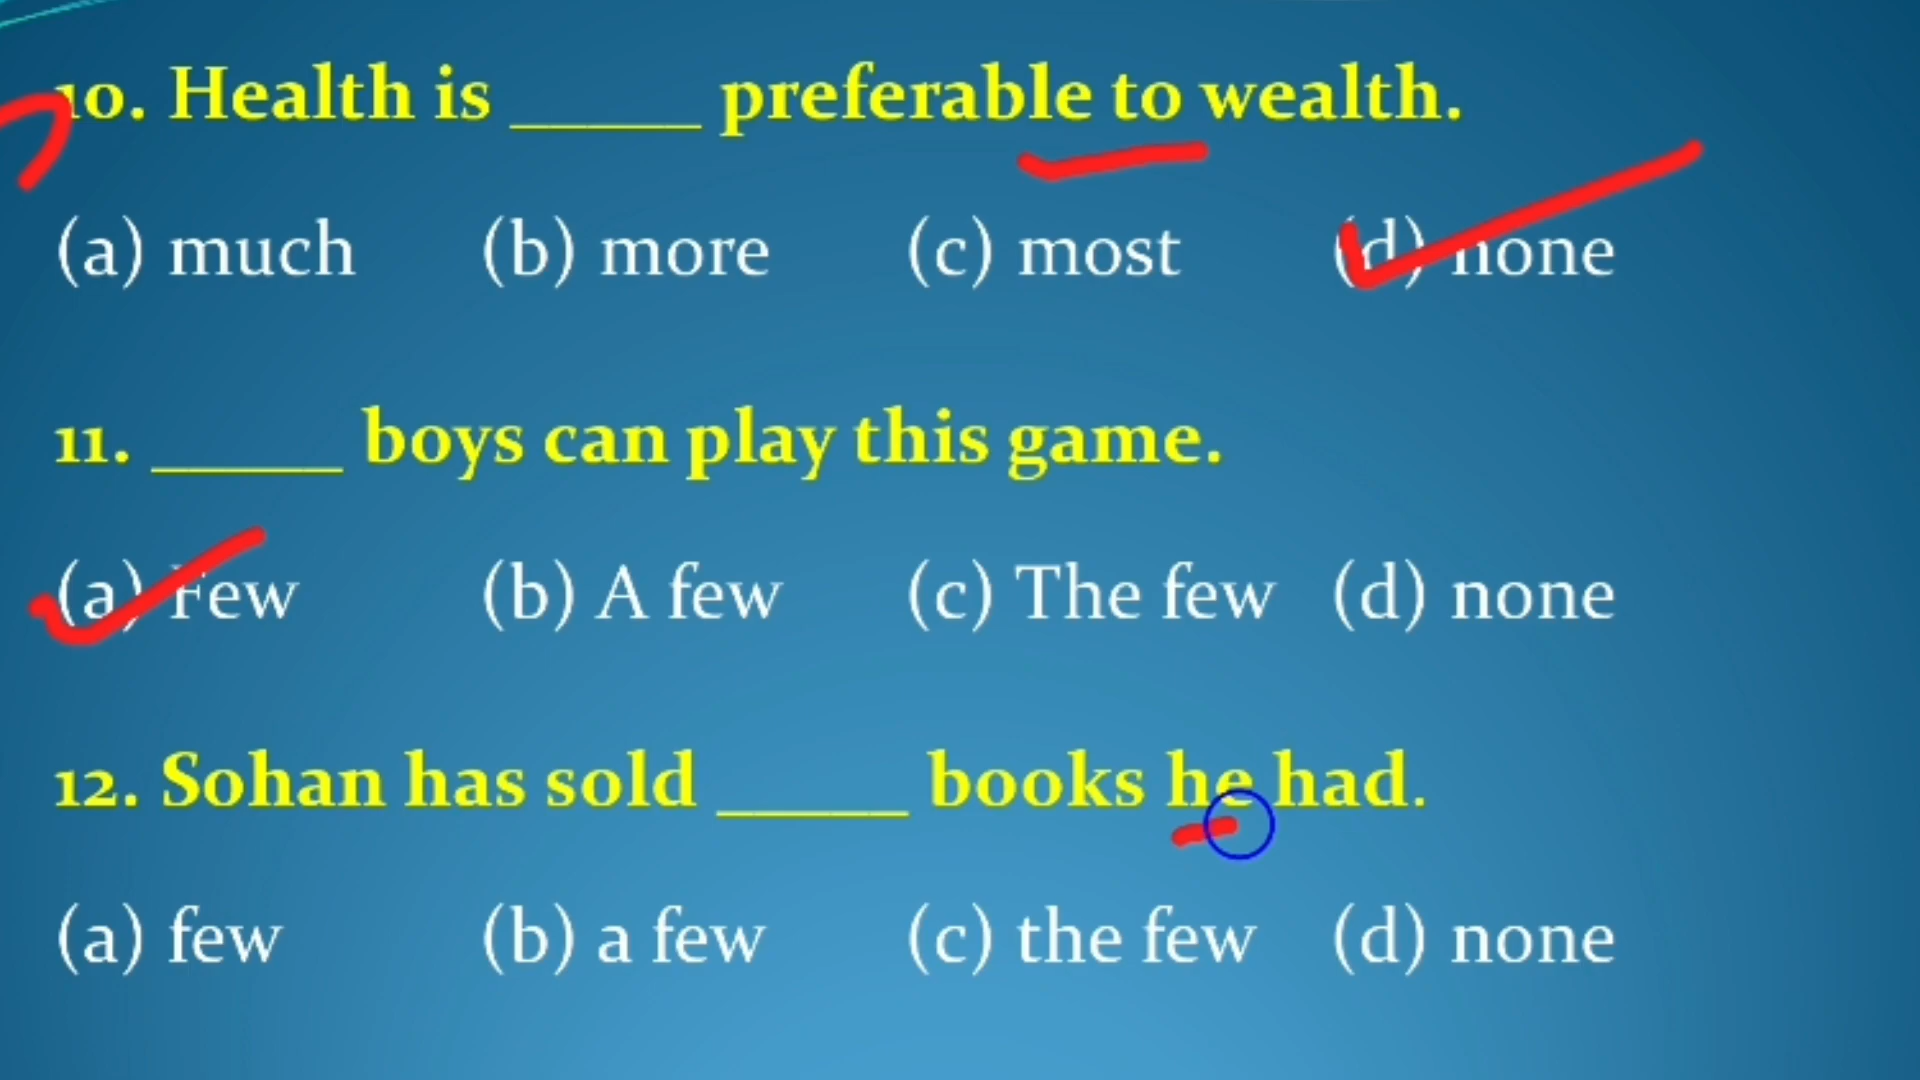 10. Health is _____ preferable to wealth.
(a) much (b) more (c) most (d) none
11. _____ boys can play this game.
(a) Few (b) A few (c) The few (d) none
12. Sohan has sold _____ books he had.
(a) few (b) a few (c) the few (d) none